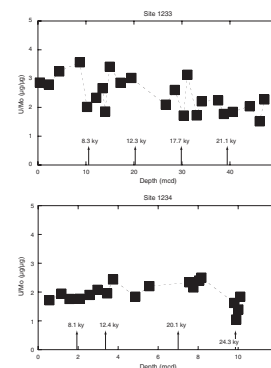 Site 1233
5
4
3
2
1
0
U/Mo (µg/µg)
8.3 ky
12.3 ky
17.7 ky
21.1 ky
0
10
20
30
40
Depth (mcd)
Site 1234
5
4
3
2
1
0
U/Mo (µg/µg)
8.1 ky
12.4 ky
20.1 ky
24.3 ky
0
2
4
6
8
10
Depth (mcd)